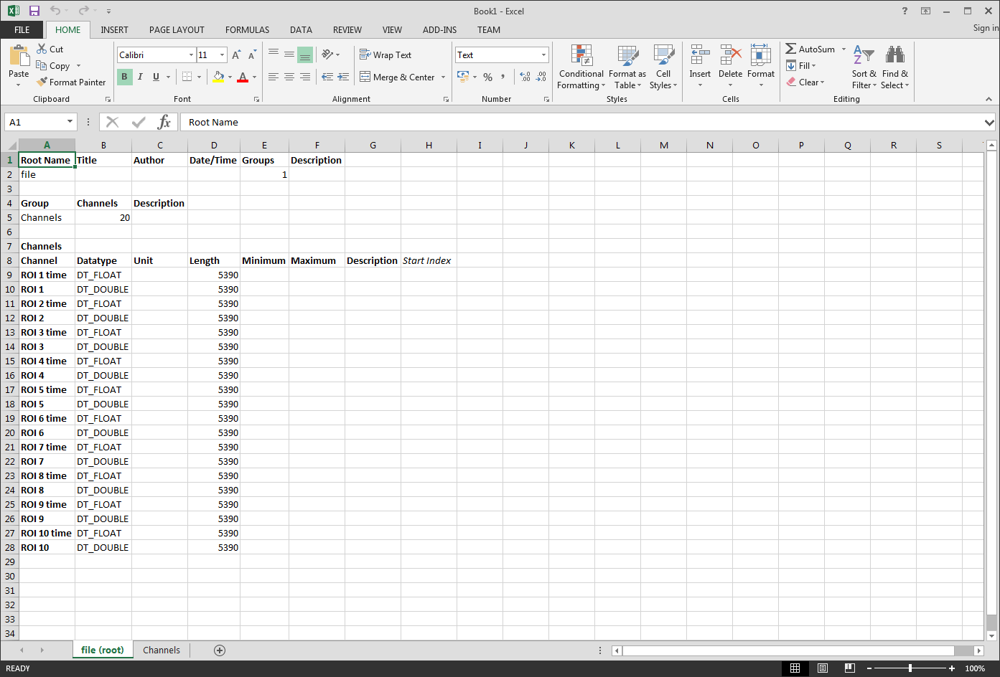 Book1 - Excel
?
Sign in
FILE HOME INSERT PAGE LAYOUT FORMULAS DATA REVIEW VIEW ADD-INS TEAM
Paste
Cut
Copy
Format Painter
Clipboard
Calibri 11
B I U
Font
Wrap Text
Merge & Center
Alignment
Text
%
Number
Conditional Formatting
Format as Table
Cell Styles
Styles
Insert
Delete
Format
Cells
AutoSum
Fill
Clear
Sort & Filter
Find & Select
Editing
A1 fx Root Name
A B C D E F G H I J K L M N O P Q R S
1 Root Name Title Author Date/Time Groups Description
2 file 1
3
4 Group Channels Description
5 Channels 20
6
7 Channels
8 Channel Datatype Unit Length Minimum Maximum Description Start Index
9 ROI 1 time DT_FLOAT 5390
10 ROI 1 DT_DOUBLE 5390
11 ROI 2 time DT_FLOAT 5390
12 ROI 2 DT_DOUBLE 5390
13 ROI 3 time DT_FLOAT 5390
14 ROI 3 DT_DOUBLE 5390
15 ROI 4 time DT_FLOAT 5390
16 ROI 4 DT_DOUBLE 5390
17 ROI 5 time DT_FLOAT 5390
18 ROI 5 DT_DOUBLE 5390
19 ROI 6 time DT_FLOAT 5390
20 ROI 6 DT_DOUBLE 5390
21 ROI 7 time DT_FLOAT 5390
22 ROI 7 DT_DOUBLE 5390
23 ROI 8 time DT_FLOAT 5390
24 ROI 8 DT_DOUBLE 5390
25 ROI 9 time DT_FLOAT 5390
26 ROI 9 DT_DOUBLE 5390
27 ROI 10 time DT_FLOAT 5390
28 ROI 10 DT_DOUBLE 5390
29
30
31
32
33
34
file (root) Channels
READY
100%